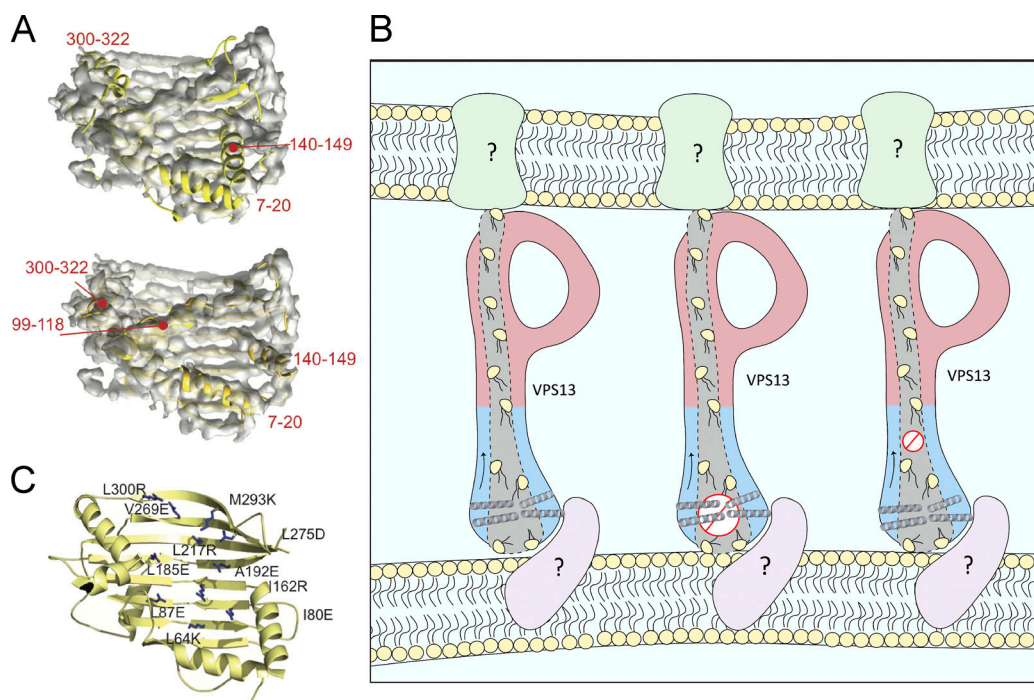 A
300-322
140-149
7-20
300-322
99-118
140-149
7-20
B
?
?
?
VPS13
VPS13
VPS13
?
?
?
C
L300R
V269E
M293K
L275D
L217R
L185E
A192E
I162R
L87E
I80E
L64K